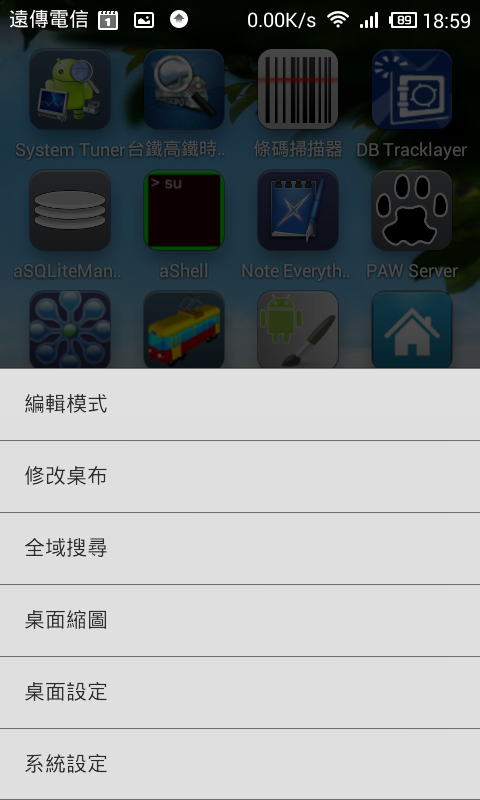 遠傳電信 1 0.00K/s 89 18:59
System Tuner 台鐵高鐵時.. 條碼掃描器 DB Tracklayer
> su
aSQLiteMan.. aShell Note Everyth.. PAW Server
編輯模式
修改桌布
全域搜尋
桌面縮圖
桌面設定
系統設定